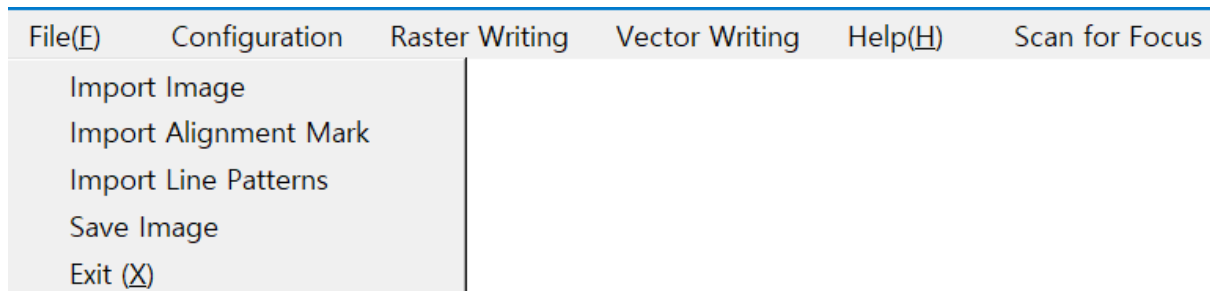 File(F) Configuration Raster Writing Vector Writing Help(H) Scan for Focus
Import Image
Import Alignment Mark
Import Line Patterns
Save Image
Exit (X)